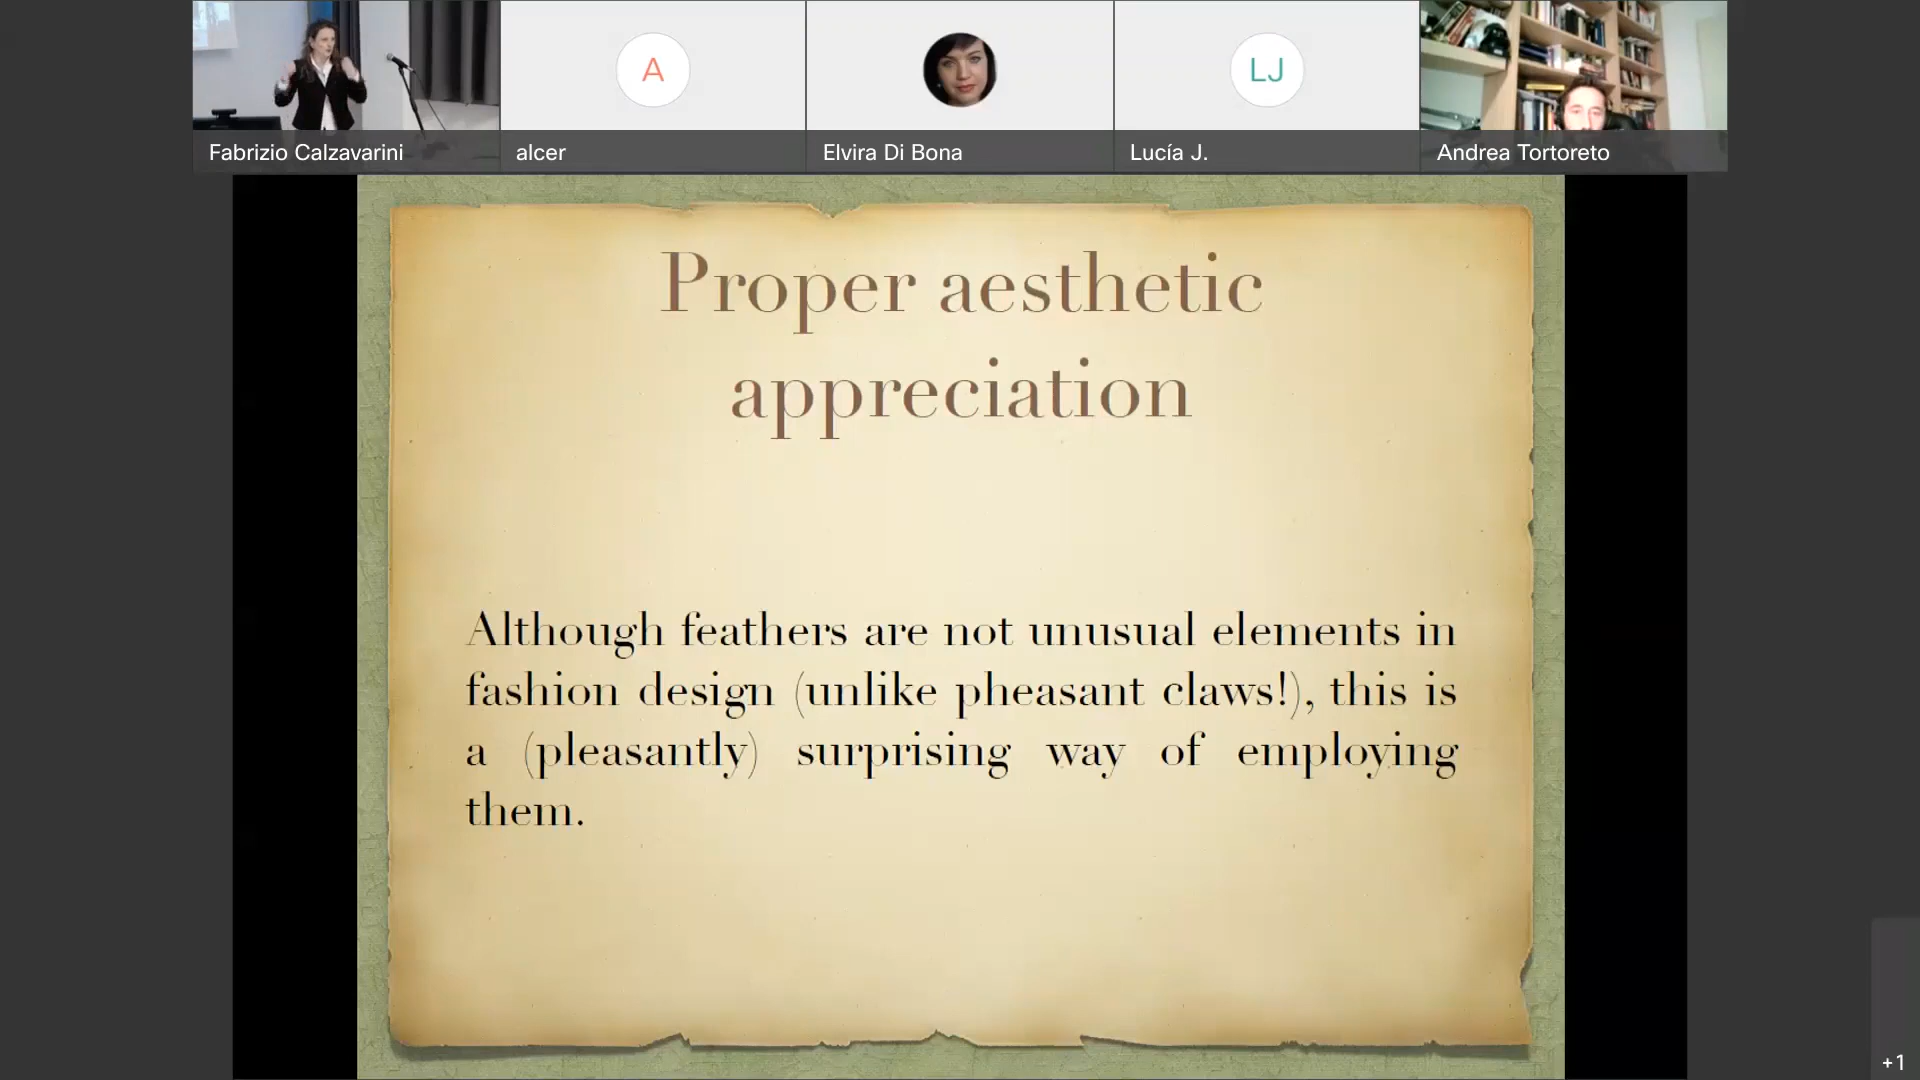 A
LJ
Fabrizio Calzavarini
alcer
Elvira Di Bona
Lucía J.
Andrea Tortoreto
Proper aesthetic
appreciation
Although feathers are not unusual elements in
fashion design (unlike pheasant claws!), this is
a (pleasantly) surprising way of employing
them.
+1